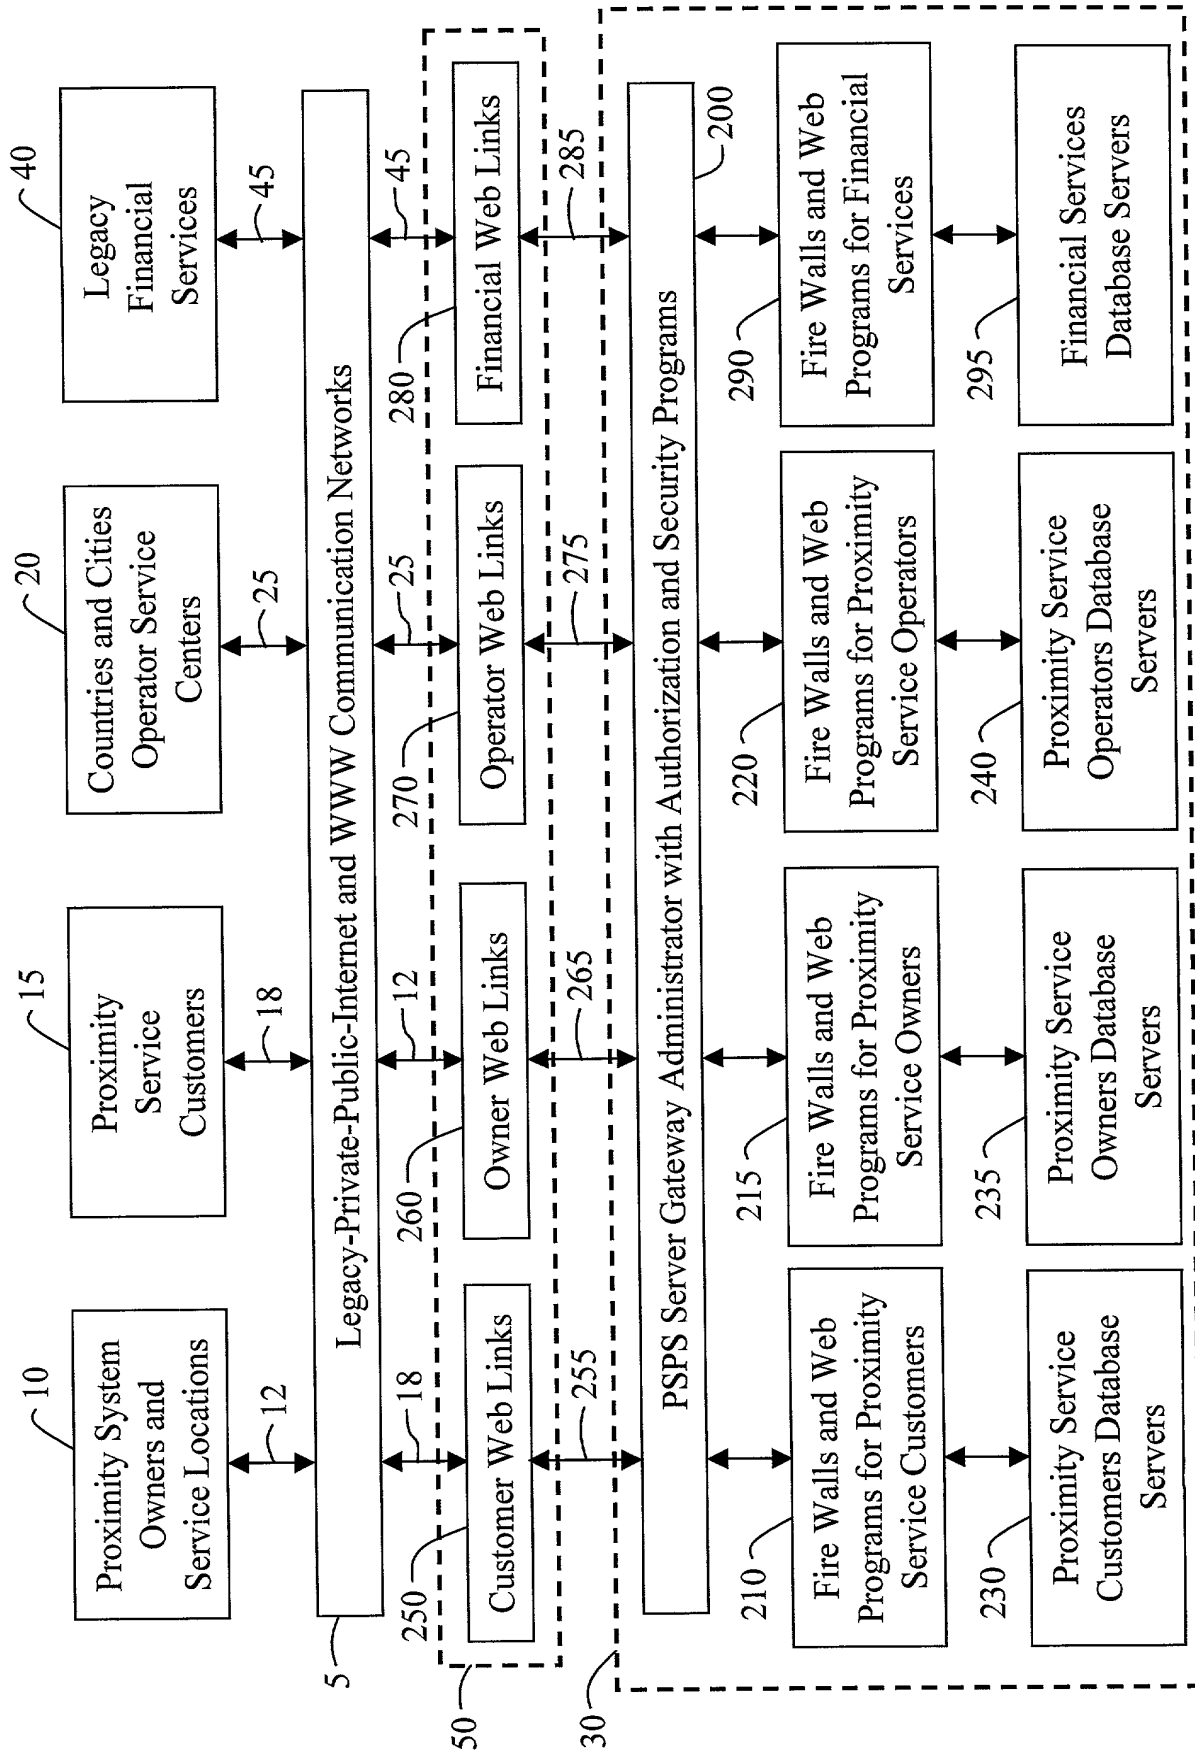 10
15
20
40
Proximity System
Owners and
Service Locations
Proximity
Service
Customers
Countries and Cities
Operator Service
Centers
Legacy
Financial
Services
12
18
25
45
5
Legacy-Private-Public-Internet and WWW Communication Networks
18
12
25
45
50
250
260
270
280
Customer Web Links
Owner Web Links
Operator Web Links
Financial Web Links
255
265
275
285
30
PSPS Server Gateway Administrator with Authorization and Security Programs
200
210
215
220
290
Fire Walls and Web
Programs for Proximity
Service Customers
Fire Walls and Web
Programs for Proximity
Service Owners
Fire Walls and Web
Programs for Proximity
Service Operators
Fire Walls and Web
Programs for Financial
Services
230
235
240
295
Proximity Service
Customers Database
Servers
Proximity Service
Owners Database
Servers
Proximity Service
Operators Database
Servers
Financial Services
Database Servers